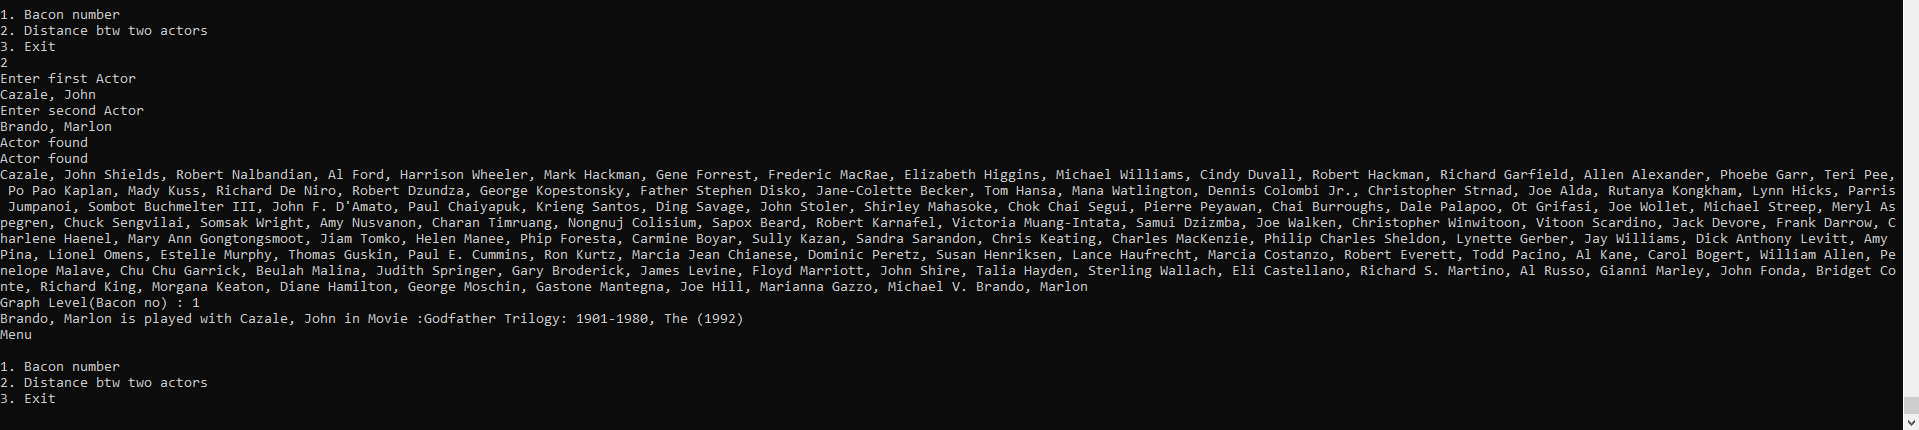 1. Bacon number
2. Distance btw two actors
3. Exit
2
Enter first Actor
Cazale, John
Enter second Actor
Brando, Marlon
Actor found
Actor found
Cazale, John Shields, Robert Nalbandian, Al Ford, Harrison Wheeler, Mark Hackman, Gene Forrest, Frederic MacRae, Elizabeth Higgins, Michael Williams, Cindy Duvall, Robert Hackman, Richard Garfield, Allen Alexander, Phoebe Garr, Teri Pee,
Po Pao Kaplan, Mady Kuss, Richard De Niro, Robert Dzundza, George Kopestonsky, Father Stephen Disko, Jane-Colette Becker, Tom Hansa, Mana Watlington, Dennis Colombi Jr., Christopher Strnad, Joe Alda, Rutanya Kongkham, Lynn Hicks, Parris
Jumpanoi, Sombot Buchmelter III, John F. D'Amato, Paul Chaiyapuk, Krieng Santos, Ding Savage, John Stoler, Shirley Mahasoke, Chok Chai Segui, Pierre Peyawan, Chai Burroughs, Dale Palapoo, Ot Grifasi, Joe Wollet, Michael Streep, Meryl As
pegren, Chuck Sengvilai, Somsak Wright, Amy Nusvanon, Charan Timruang, Nongnuj Colisium, Sapox Beard, Robert Karnafel, Victoria Muang-Intata, Samui Dzizmba, Joe Walken, Christopher Winwitoon, Vitoon Scardino, Jack Devore, Frank Darrow, C
harlene Haenel, Mary Ann Gongtongsmoot, Jiam Tomko, Helen Manee, Phip Foresta, Carmine Boyar, Sully Kazan, Sandra Sarandon, Chris Keating, Charles MacKenzie, Philip Charles Sheldon, Lynette Gerber, Jay Williams, Dick Anthony Levitt, Amy
Pina, Lionel Omens, Estelle Murphy, Thomas Guskin, Paul E. Cummins, Ron Kurtz, Marcia Jean Chianese, Dominic Peretz, Susan Henriksen, Lance Haufrecht, Marcia Costanzo, Robert Everett, Todd Pacino, Al Kane, Carol Bogert, William Allen, Pe
nelope Malave, Chu Chu Garrick, Beulah Malina, Judith Springer, Gary Broderick, James Levine, Floyd Marriott, John Shire, Talia Hayden, Sterling Wallach, Eli Castellano, Richard S. Martino, Al Russo, Gianni Marley, John Fonda, Bridget Co
nte, Richard King, Morgana Keaton, Diane Hamilton, George Moschin, Gastone Mantegna, Joe Hill, Marianna Gazzo, Michael V. Brando, Marlon
Graph Level(Bacon no) : 1
Brando, Marlon is played with Cazale, John in Movie :Godfather Trilogy: 1901-1980, The (1992)
Menu
1. Bacon number
2. Distance btw two actors
3. Exit